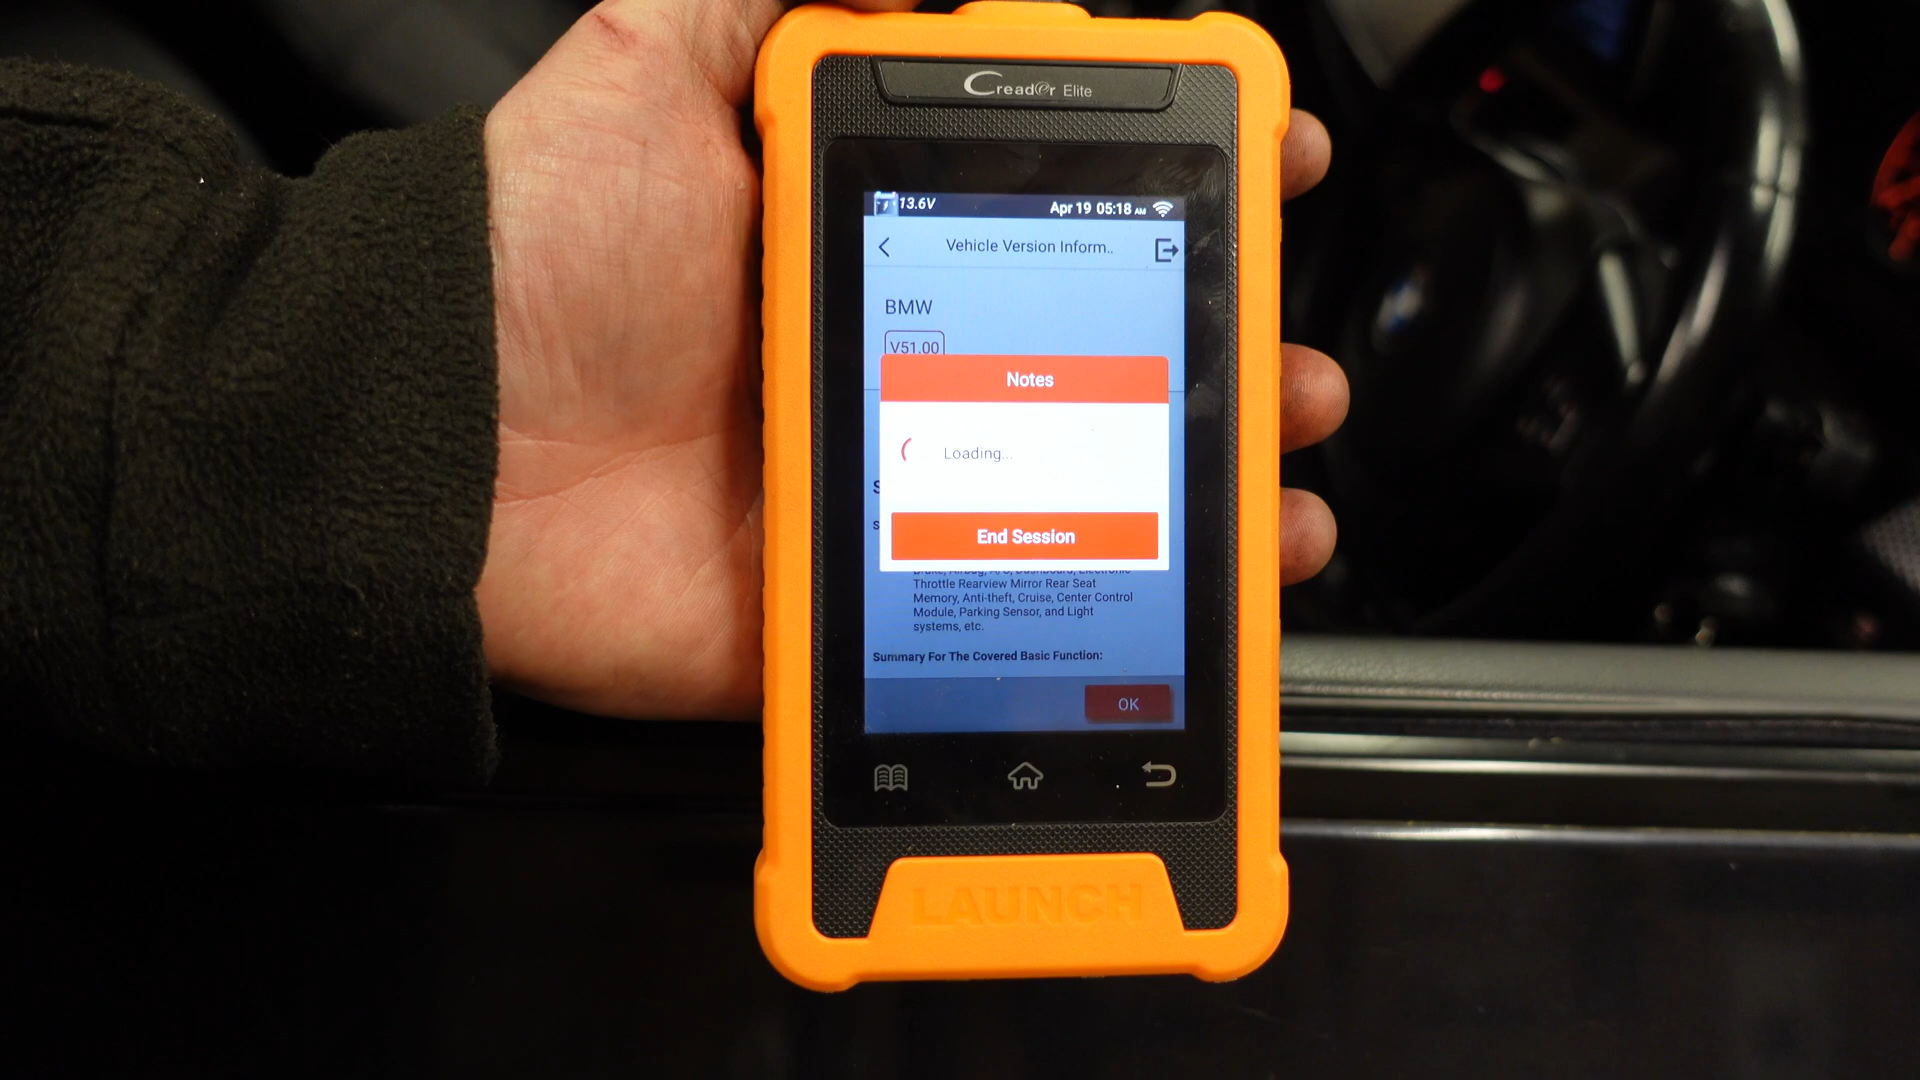 Creader Elite
13.6V
Apr 19 05:18 AM
Vehicle Version Inform..
BMW
V51.00
Notes
Loading...
End Session
Throttle Rearview Mirror Rear Seat
Memory, Anti-theft, Cruise, Center Control
Module, Parking Sensor, and Light
systems, etc.
Summary For The Covered Basic Function:
OK
LAUNCH